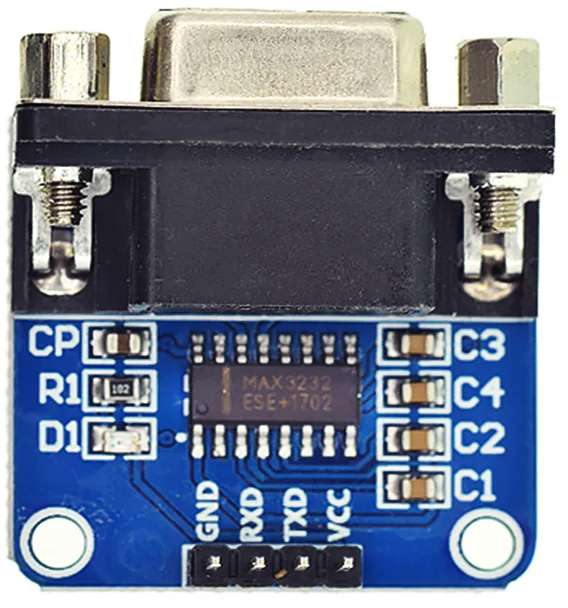 CP
R1
102
D1
MAX3232
ESE+1702
C3
C4
C2
C1
GND
RXD
TXD
VCC